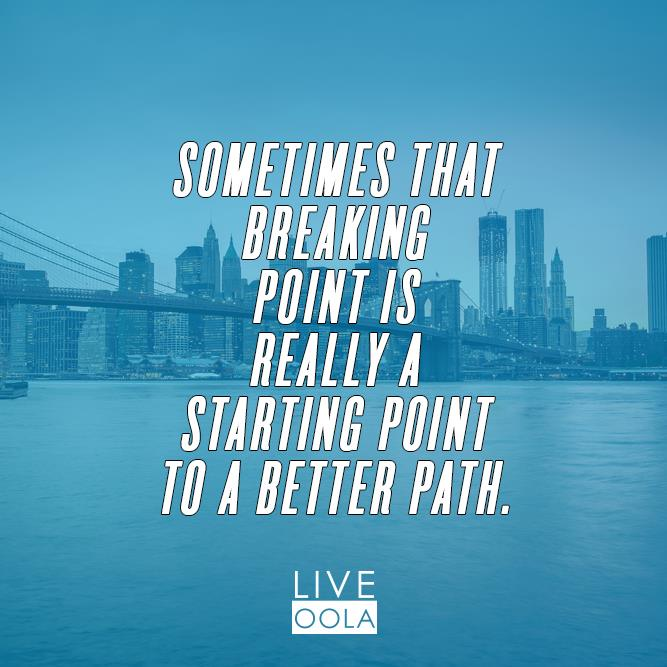 SOMETIMES THAT
BREAKING
POINT IS
REALLY A
STARTING POINT
TO A BETTER PATH.
LIVE
OOLA